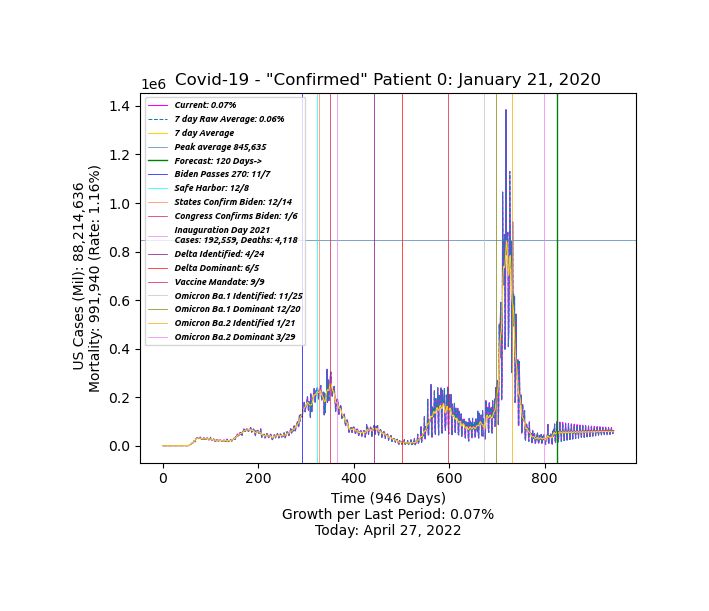 Covid-19 - "Confirmed" Patient 0: January 21, 2020
1e6
1.4
1.2
1.0
0.8
0.6
0.4
0.2
0.0
US Cases (Mil): 88,214,636
Mortality: 991,940 (Rate: 1.16%)
Current: 0.07%
7 day Raw Average: 0.06%
7 day Average
Peak average 845,635
Forecast: 120 Days->
Biden Passes 270: 11/7
Safe Harbor: 12/8
States Confirm Biden: 12/14
Congress Confirms Biden: 1/6
Inauguration Day 2021
Cases: 192,559, Deaths: 4,118
Delta Identified: 4/24
Delta Dominant: 6/5
Vaccine Mandate: 9/9
Omicron Ba.1 Identified: 11/25
Omicron Ba.1 Dominant 12/20
Omicron Ba.2 Identified 1/21
Omicron Ba.2 Dominant 3/29
0 200 400 600 800
Time (946 Days)
Growth per Last Period: 0.07%
Today: April 27, 2022